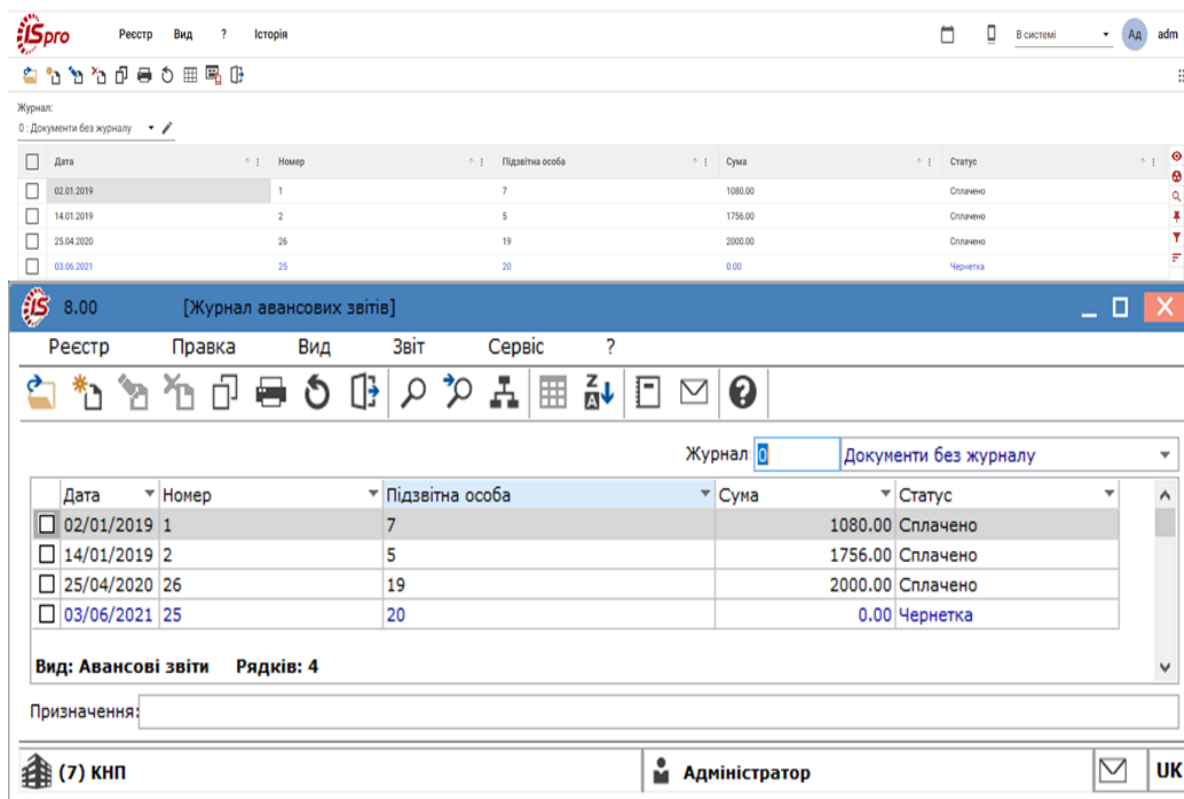 iSpro Реєстр Вид ? Історія В системі Ад adm
Журнал:
0 : Документи без журналу
Дата Номер Підзвітна особа Сума Статус
02.01.2019 1 7 1080.00 Сплачено
14.01.2019 2 5 1756.00 Сплачено
25.04.2020 26 19 2000.00 Сплачено
03.06.2021 25 20 0.00 Чернетка
iS 8.00 [Журнал авансових звітів]
Реєстр Правка Вид Звіт Сервіс ?
Журнал: 0 Документи без журналу
Дата Номер Підзвітна особа Сума Статус
02/01/2019 1 7 1080.00 Сплачено
14/01/2019 2 5 1756.00 Сплачено
25/04/2020 26 19 2000.00 Сплачено
03/06/2021 25 20 0.00 Чернетка
Вид: Авансові звіти Рядків: 4
Призначення:
(7) КНП Адміністратор UK